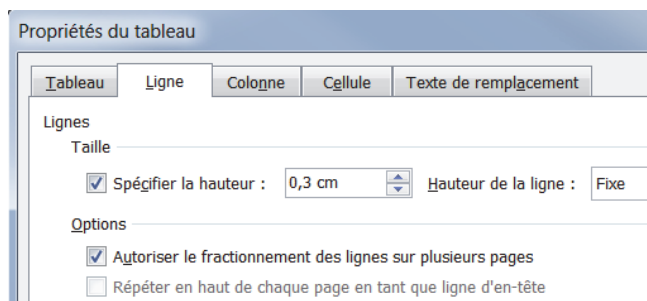 Propriétés du tableau
Tableau Ligne Colonne Cellule Texte de remplacement
Lignes
Taille
Spécifier la hauteur : 0,3 cm Hauteur de la ligne : Fixe
Options
Autoriser le fractionnement des lignes sur plusieurs pages
Répéter en haut de chaque page en tant que ligne d'en-tête